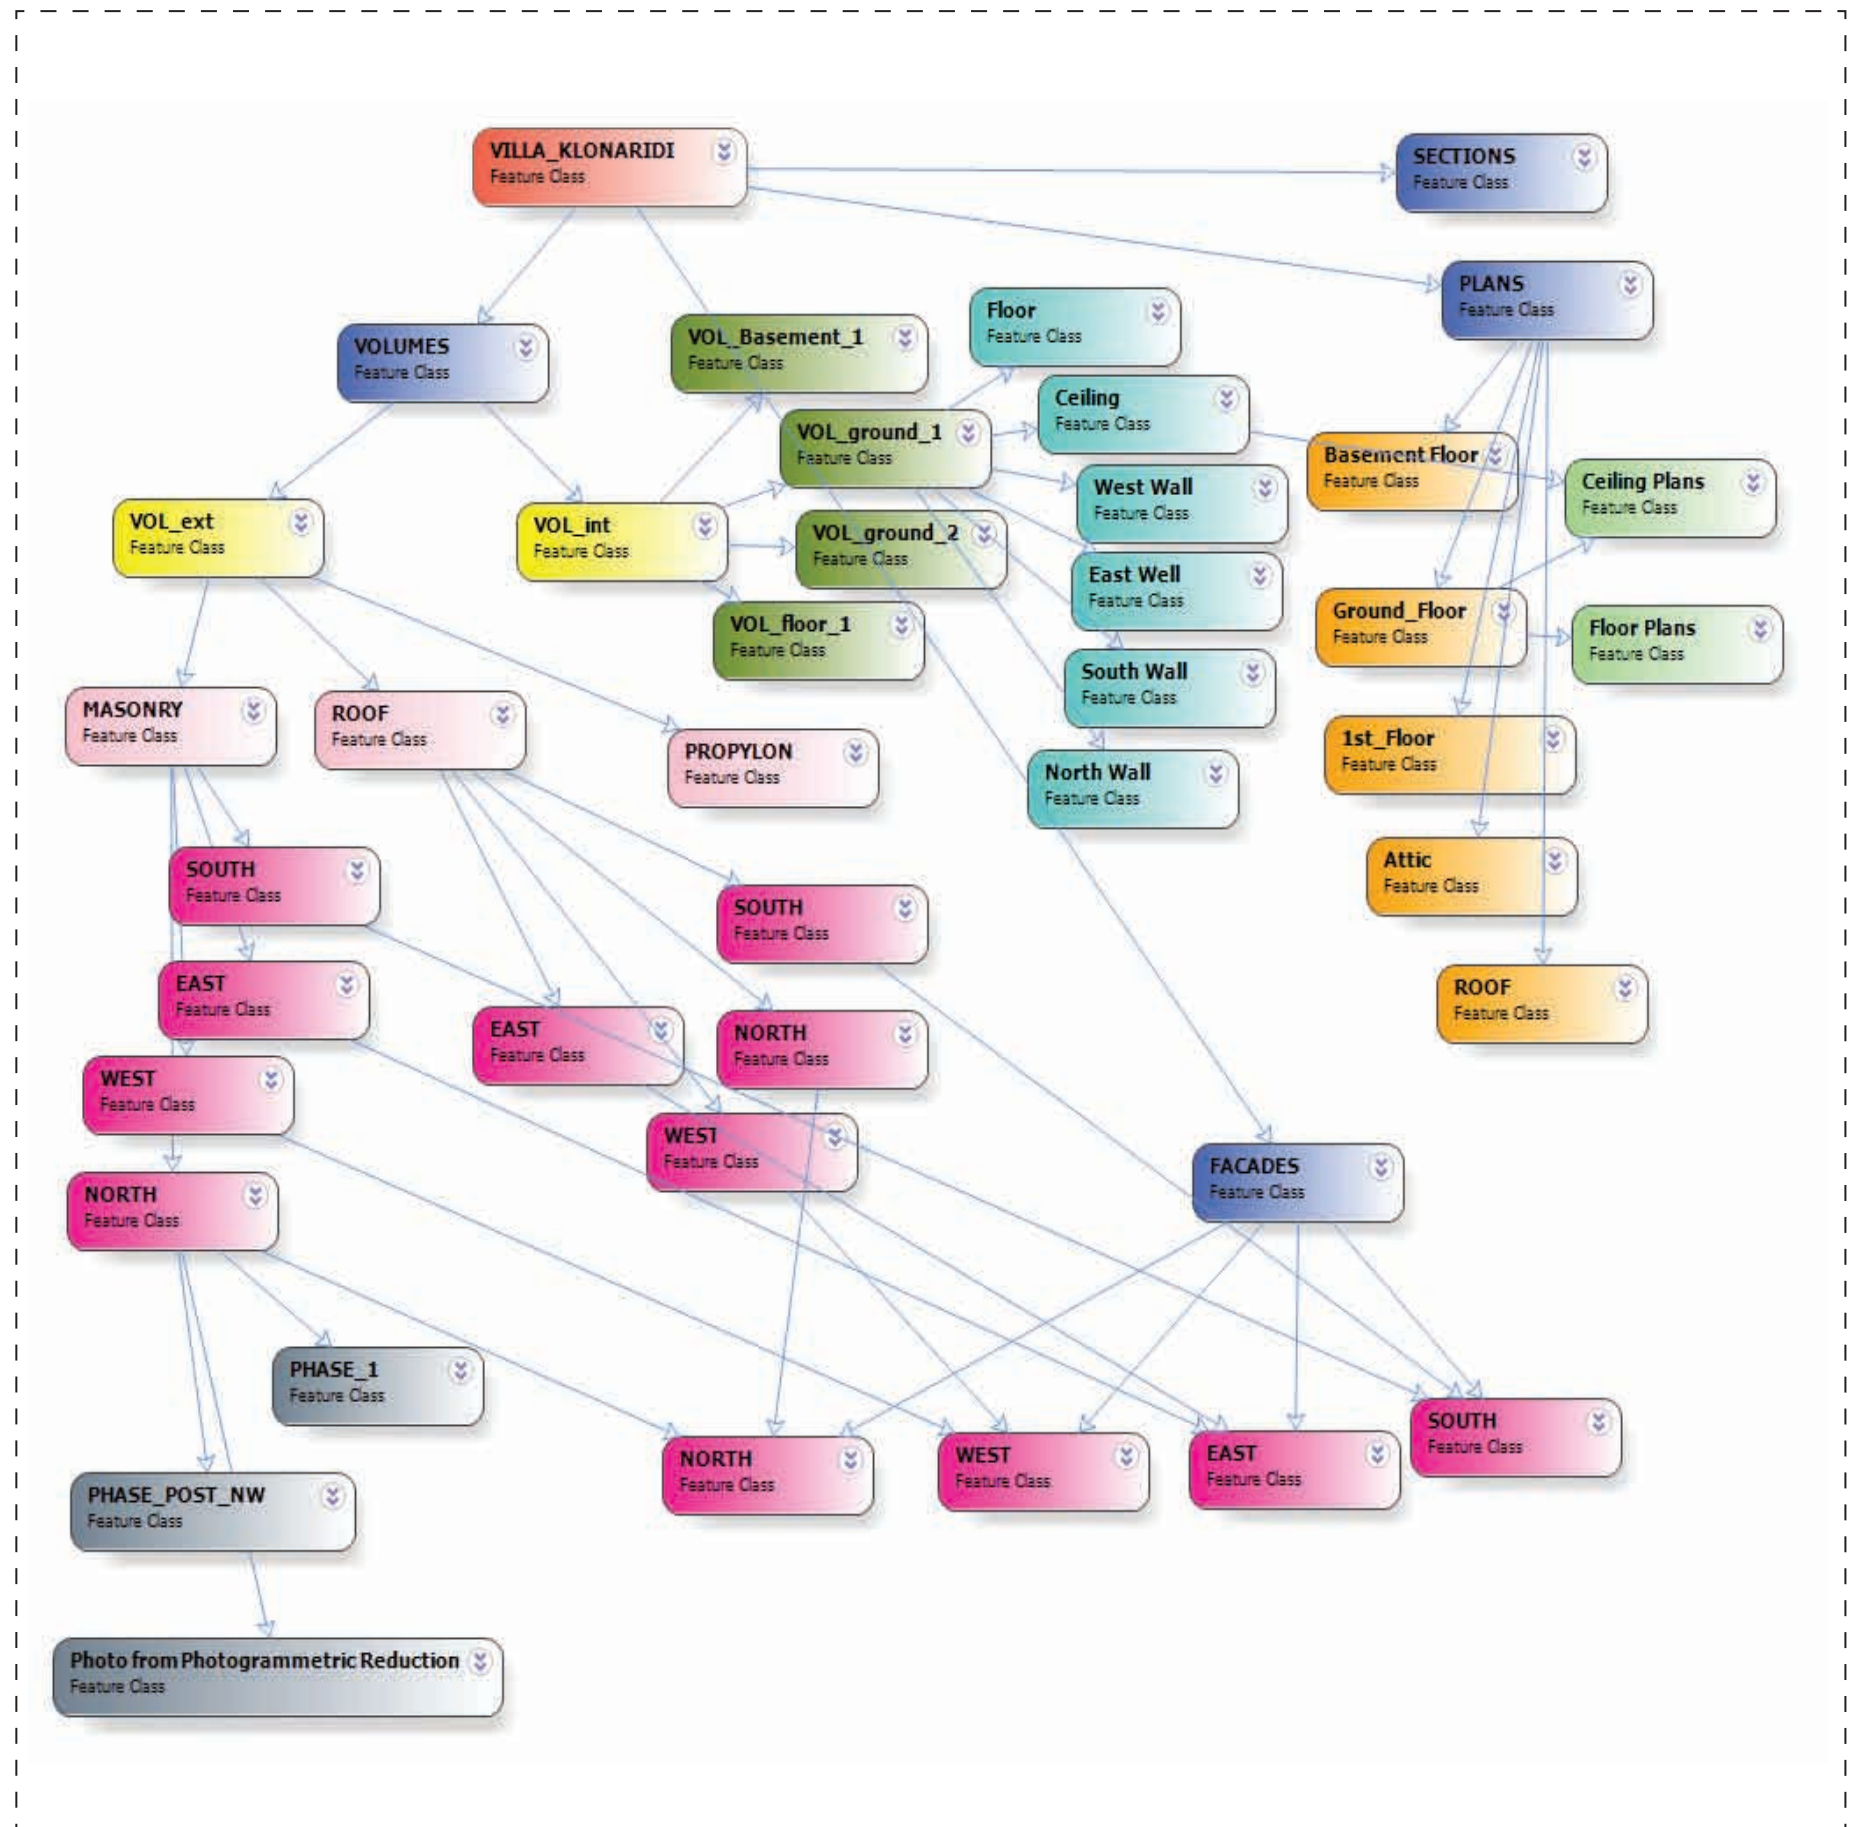 VILLA_KLONARIDI
Feature Class
SECTIONS
Feature Class
PLANS
Feature Class
VOLUMES
Feature Class
VOL_Basement_1
Feature Class
Floor
Feature Class
Ceiling
Feature Class
VOL_ground_1
Feature Class
Basement Floor
Feature Class
Ceiling Plans
Feature Class
West Wall
Feature Class
VOL_ext
Feature Class
VOL_int
Feature Class
VOL_ground_2
Feature Class
East Well
Feature Class
Ground_Floor
Feature Class
Floor Plans
Feature Class
VOL_floor_1
Feature Class
South Wall
Feature Class
MASONRY
Feature Class
ROOF
Feature Class
PROPYLON
Feature Class
1st_Floor
Feature Class
North Wall
Feature Class
SOUTH
Feature Class
Attic
Feature Class
SOUTH
Feature Class
EAST
Feature Class
ROOF
Feature Class
EAST
Feature Class
NORTH
Feature Class
WEST
Feature Class
WEST
Feature Class
FACADES
Feature Class
NORTH
Feature Class
PHASE_1
Feature Class
SOUTH
Feature Class
NORTH
Feature Class
WEST
Feature Class
EAST
Feature Class
PHASE_POST_NW
Feature Class
Photo from Photogrammetric Reduction
Feature Class